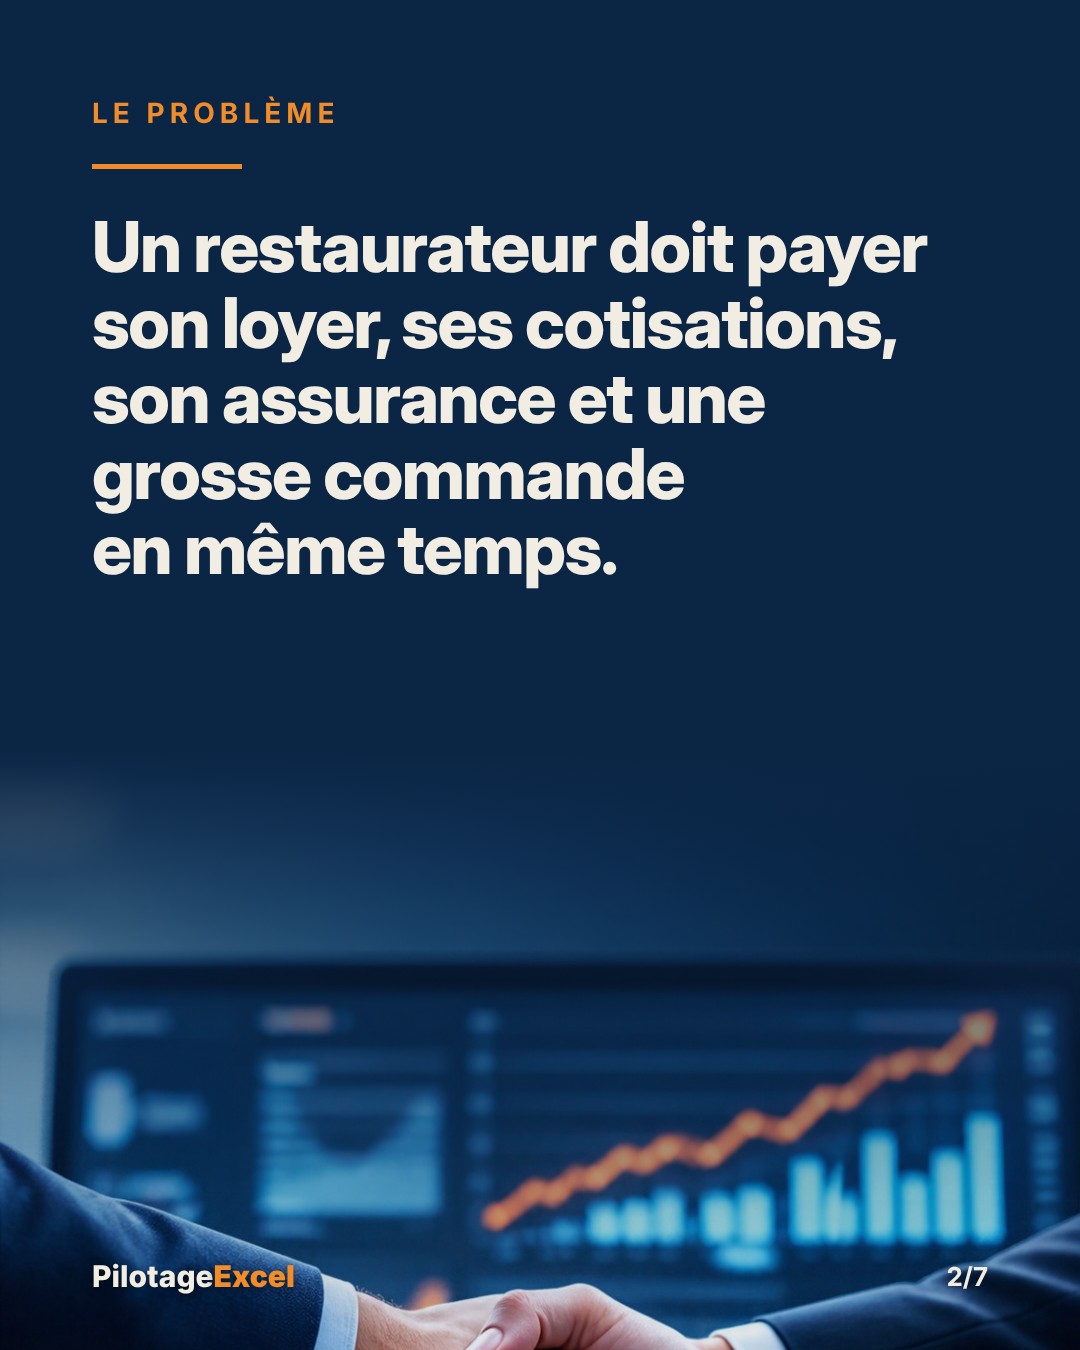 LE PROBLÈME
Un restaurateur doit payer
son loyer, ses cotisations,
son assurance et une
grosse commande
en même temps.
PilotageExcel
2/7